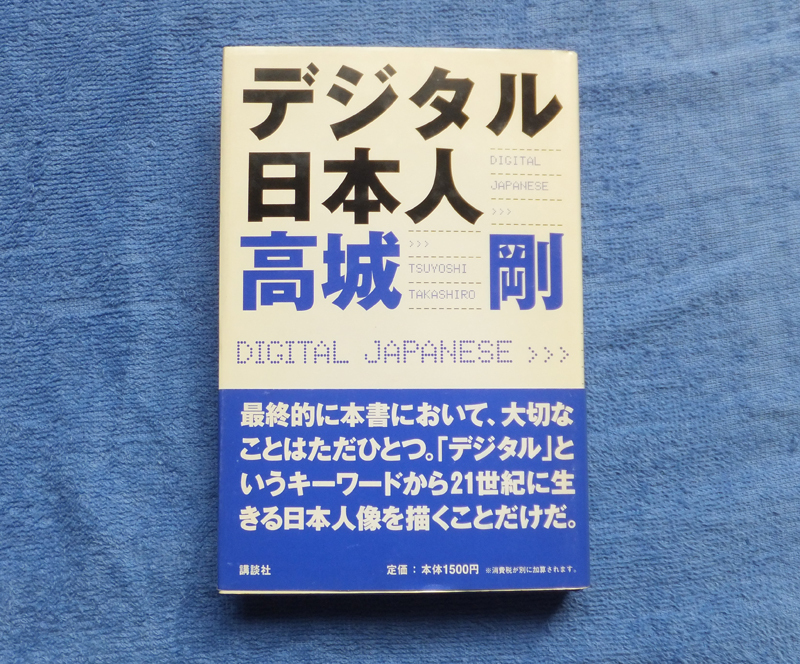 デジタル
日本人
DIGITAL
JAPANESE
>>>
高城 剛
>>>
TSUYOSHI
TAKASHIRO
DIGITAL JAPANESE >>>
最終的に本書において、大切な
ことはただひとつ。「デジタル」と
いうキーワードから21世紀に生
きる日本人像を描くことだけだ。
講談社 定価：本体1500円 ※消費税が別に加算されます。